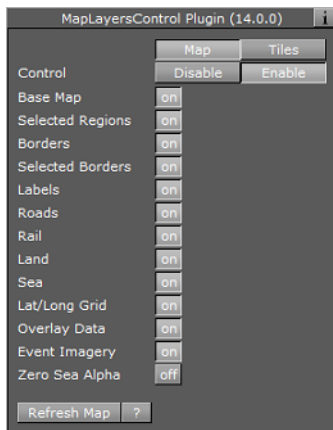 MapLayersControl Plugin (14.0.0) i
Map Tiles
Control Disable Enable
Base Map on
Selected Regions on
Borders on
Selected Borders on
Labels on
Roads on
Rail on
Land on
Sea on
Lat/Long Grid on
Overlay Data on
Event Imagery on
Zero Sea Alpha off
Refresh Map ?